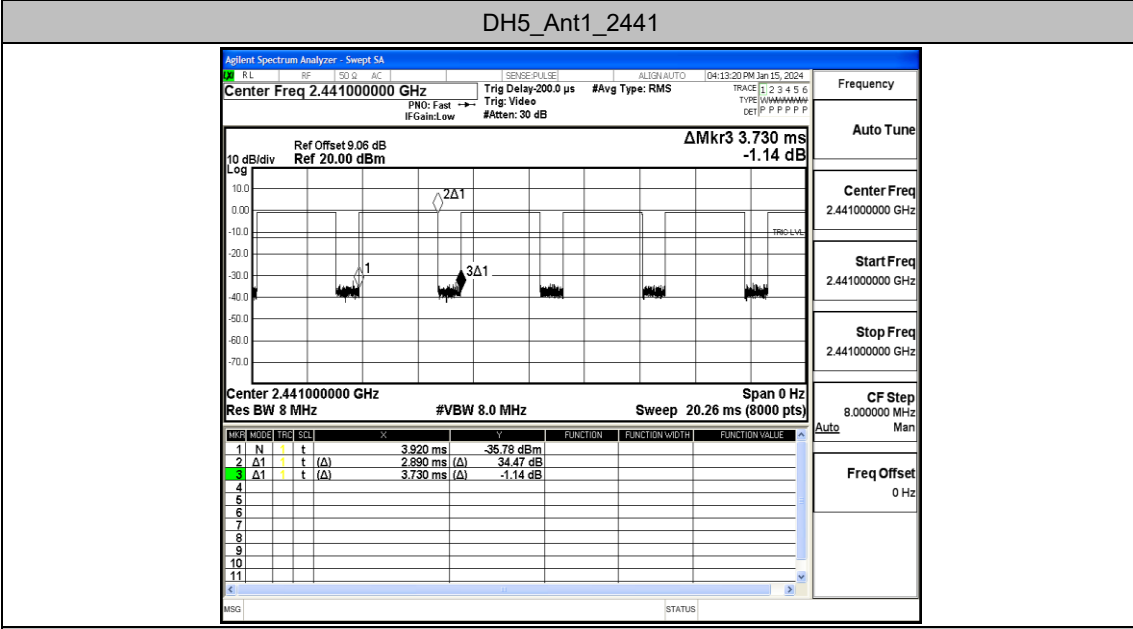 DH5_Ant1_2441
Agilent Spectrum Analyzer - Swept SA
RL RF 50 Ω AC SENSE:PULSE ALIGN AUTO 04:13:20 PM Jan 15, 2024
Center Freq 2.441000000 GHz
PNO: Fast
IFGain:Low
Trig Delay-200.0 µs
Trig: Video
#Atten: 30 dB
#Avg Type: RMS
TRACE 1 2 3 4 5 6
TYPE WWWWWW
DET P P P P P P
Ref Offset 9.06 dB
10 dB/div Ref 20.00 dBm
Log
ΔMkr3 3.730 ms
-1.14 dB
10.0
0.00
-10.0
-20.0
-30.0
-40.0
-50.0
-60.0
-70.0
2Δ1
TRIG LVL
1
3Δ1
Center 2.441000000 GHz Span 0 Hz
Res BW 8 MHz #VBW 8.0 MHz Sweep 20.26 ms (8000 pts)
MKR MODE TRC SCL X Y FUNCTION FUNCTION WIDTH FUNCTION VALUE
1 N 1 t 3.920 ms -35.78 dBm
2 Δ1 1 t (Δ) 2.890 ms (Δ) 34.47 dB
3 Δ1 1 t (Δ) 3.730 ms (Δ) -1.14 dB
4
5
6
7
8
9
10
11
MSG STATUS
Frequency
Auto Tune
Center Freq
2.441000000 GHz
Start Freq
2.441000000 GHz
Stop Freq
2.441000000 GHz
CF Step
8.000000 MHz
Auto Man
Freq Offset
0 Hz